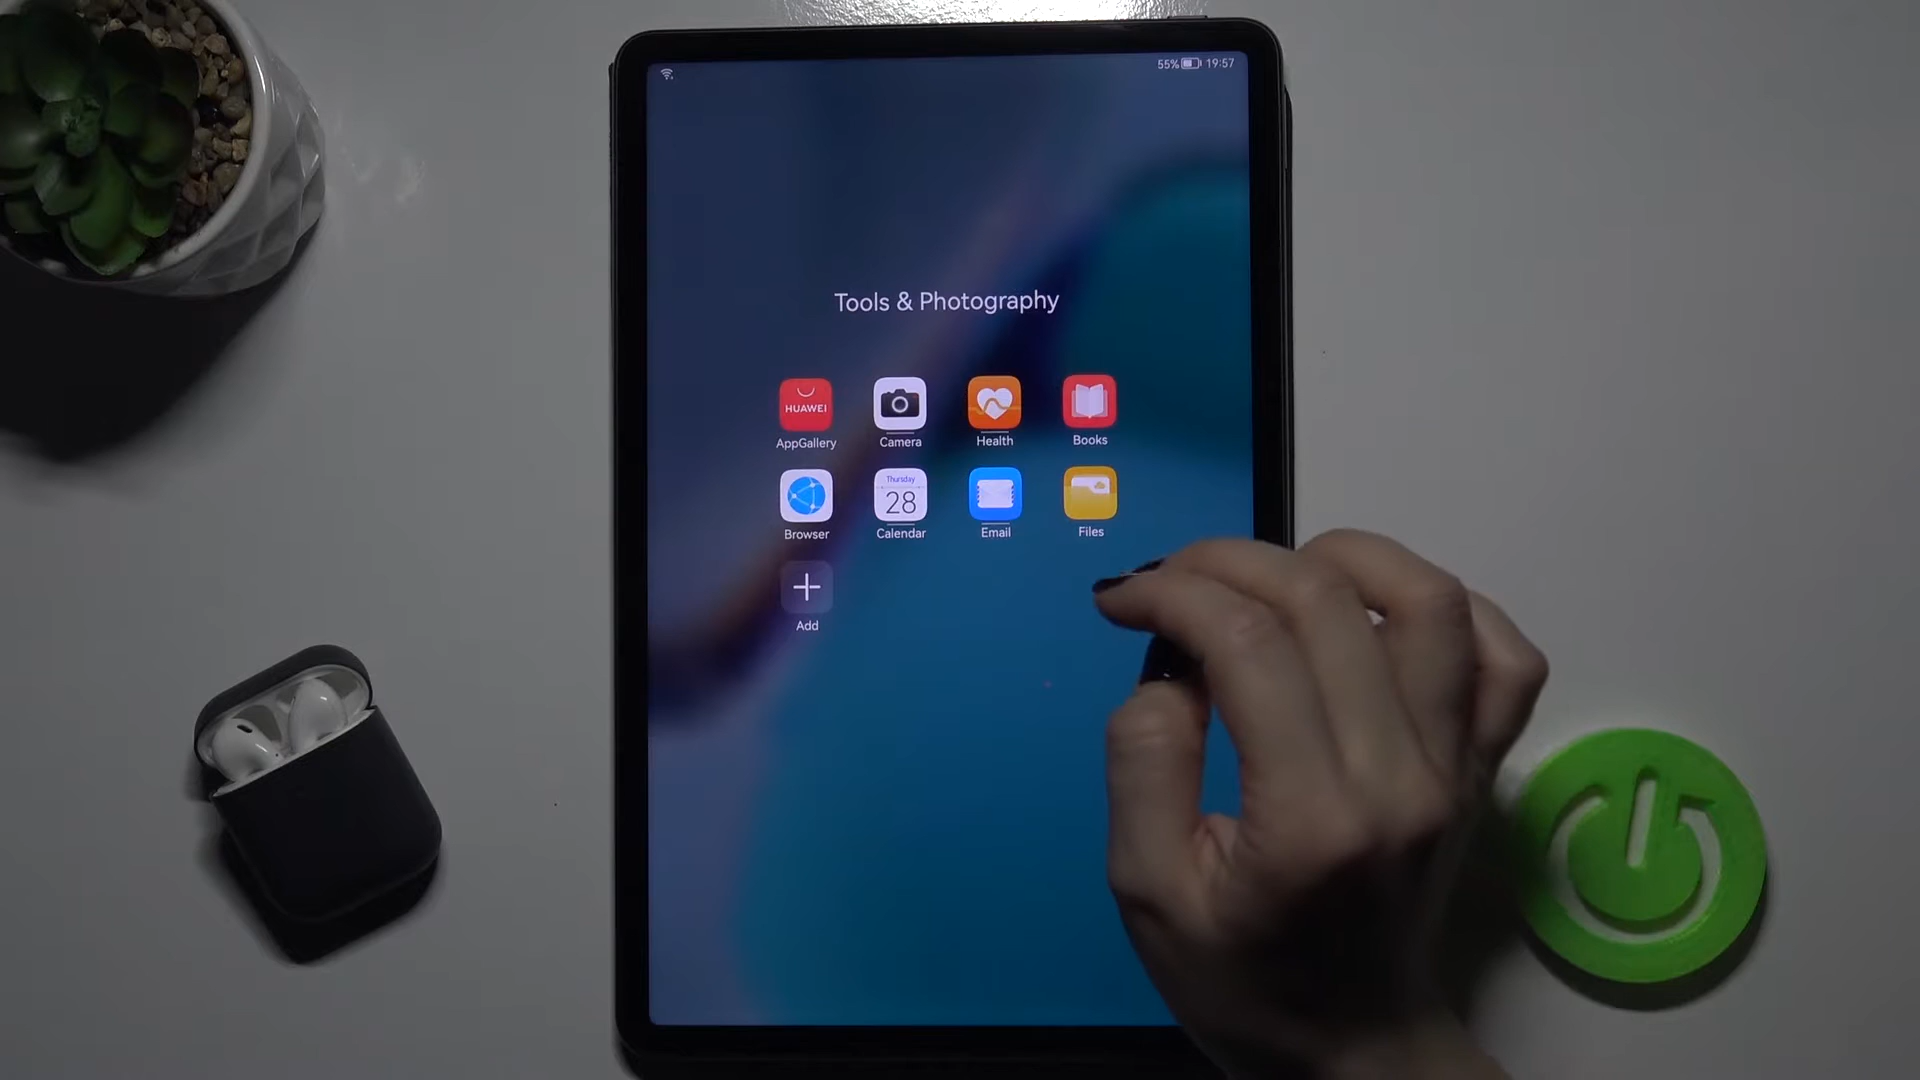 55% 19:57
Tools & Photography
HUAWEI
AppGallery Camera Health Books
Thursday
28
Browser Calendar Email Files
Add